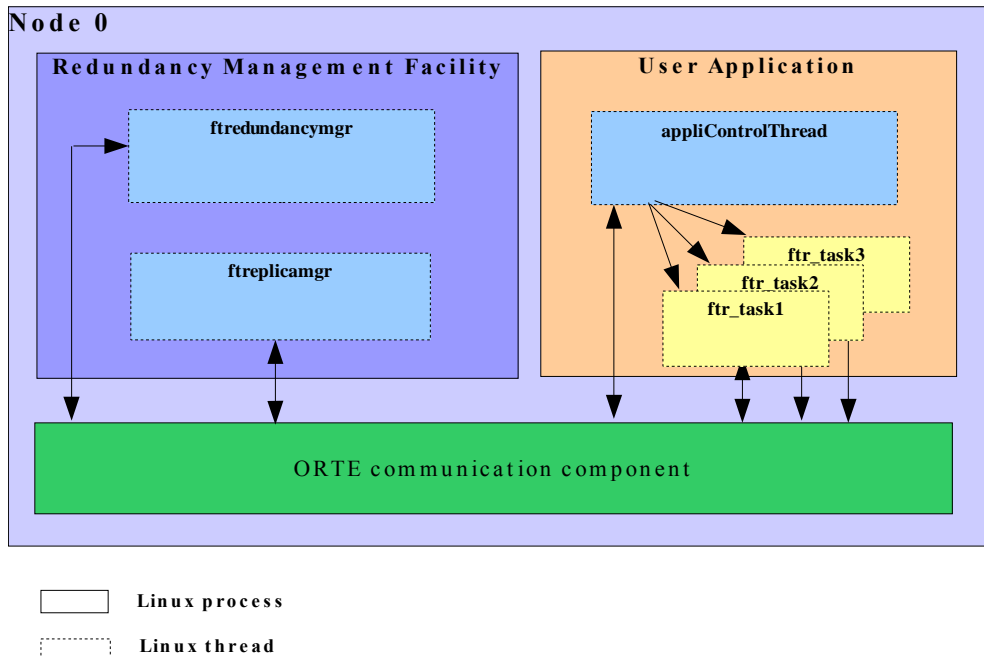 Node 0
Redundancy Management Facility
User Application
ftredundancymgr
appliControlThread
ftreplicamgr
ftr_task3
ftr_task2
ftr_task1
ORTE communication component
Linux process
Linux thread